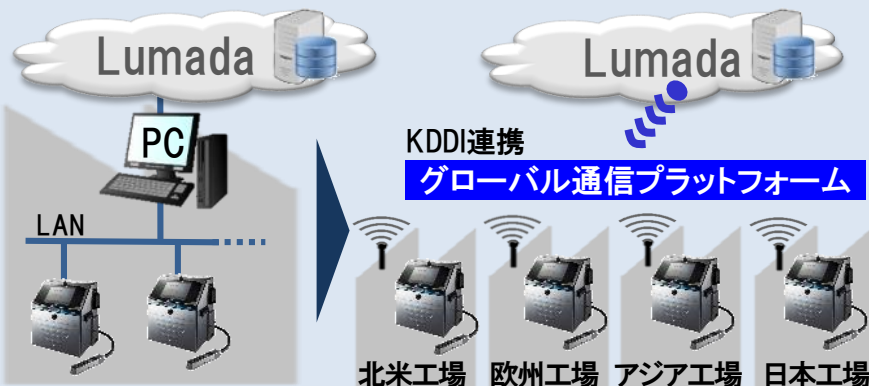 Lumada
PC
LAN
Lumada
KDDI連携
グローバル通信プラットフォーム
北米工場
欧州工場
アジア工場
日本工場